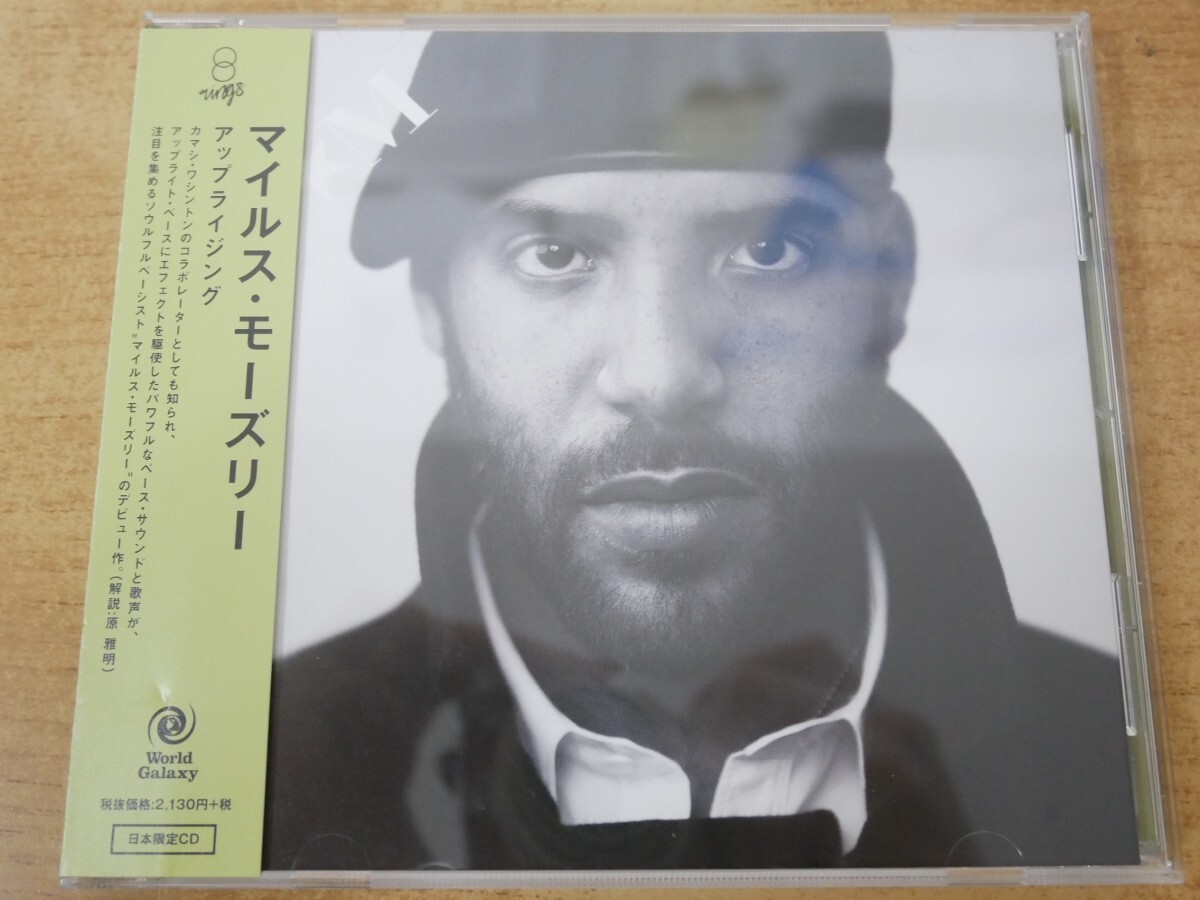 rings
マイルス・モーズリー
アップライジング
カマシ・ワシントンのコラボレーターとしても知られ、
アップライト・ベースにエフェクトを駆使したパワフルなベース・サウンドと歌声が、
注目を集めるソウルフルベーシスト"マイルス・モーズリー"のデビュー作。(解説:原 雅明)
World
Galaxy
税抜価格:2,130円+税
日本限定CD
M